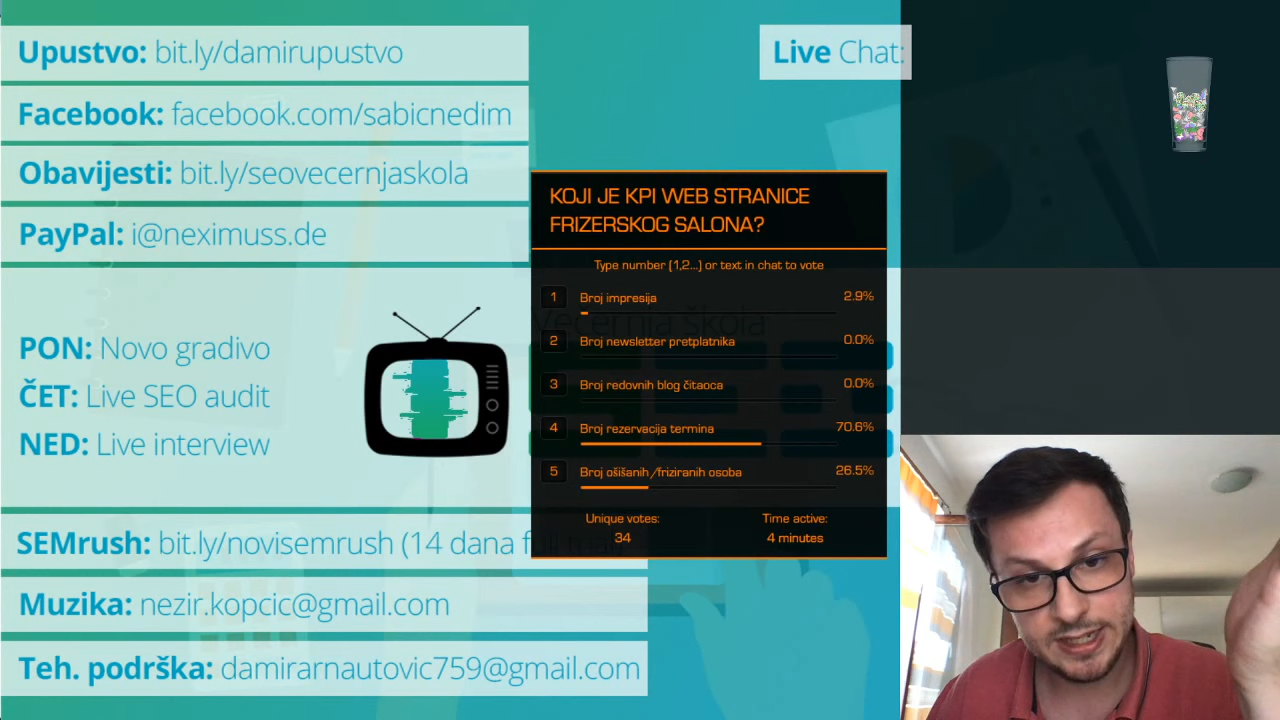 Upustvo: bit.ly/damirupustvo
Facebook: facebook.com/sabicnedim
Obavijesti: bit.ly/seovecernjaskola
PayPal: i@neximuss.de
PON: Novo gradivo
ČET: Live SEO audit
NED: Live interview
SEMrush: bit.ly/novisemrush (14 dana full trial)
Muzika: nezir.kopcic@gmail.com
Teh. podrška: damirarnautovic759@gmail.com
Live Chat:
KOJI JE KPI WEB STRANICE
FRIZERSKOG SALONA?
Type number (1,2...) or text in chat to vote
1 Broj impresija 2.9%
Večernja škola
2 Broj newsletter pretplatnika 0.0%
3 Broj redovnih blog čitaoca 0.0%
4 Broj rezervacija termina 70.6%
5 Broj ošišanih/friziranih osoba 26.5%
Unique votes: Time active:
34 4 minutes